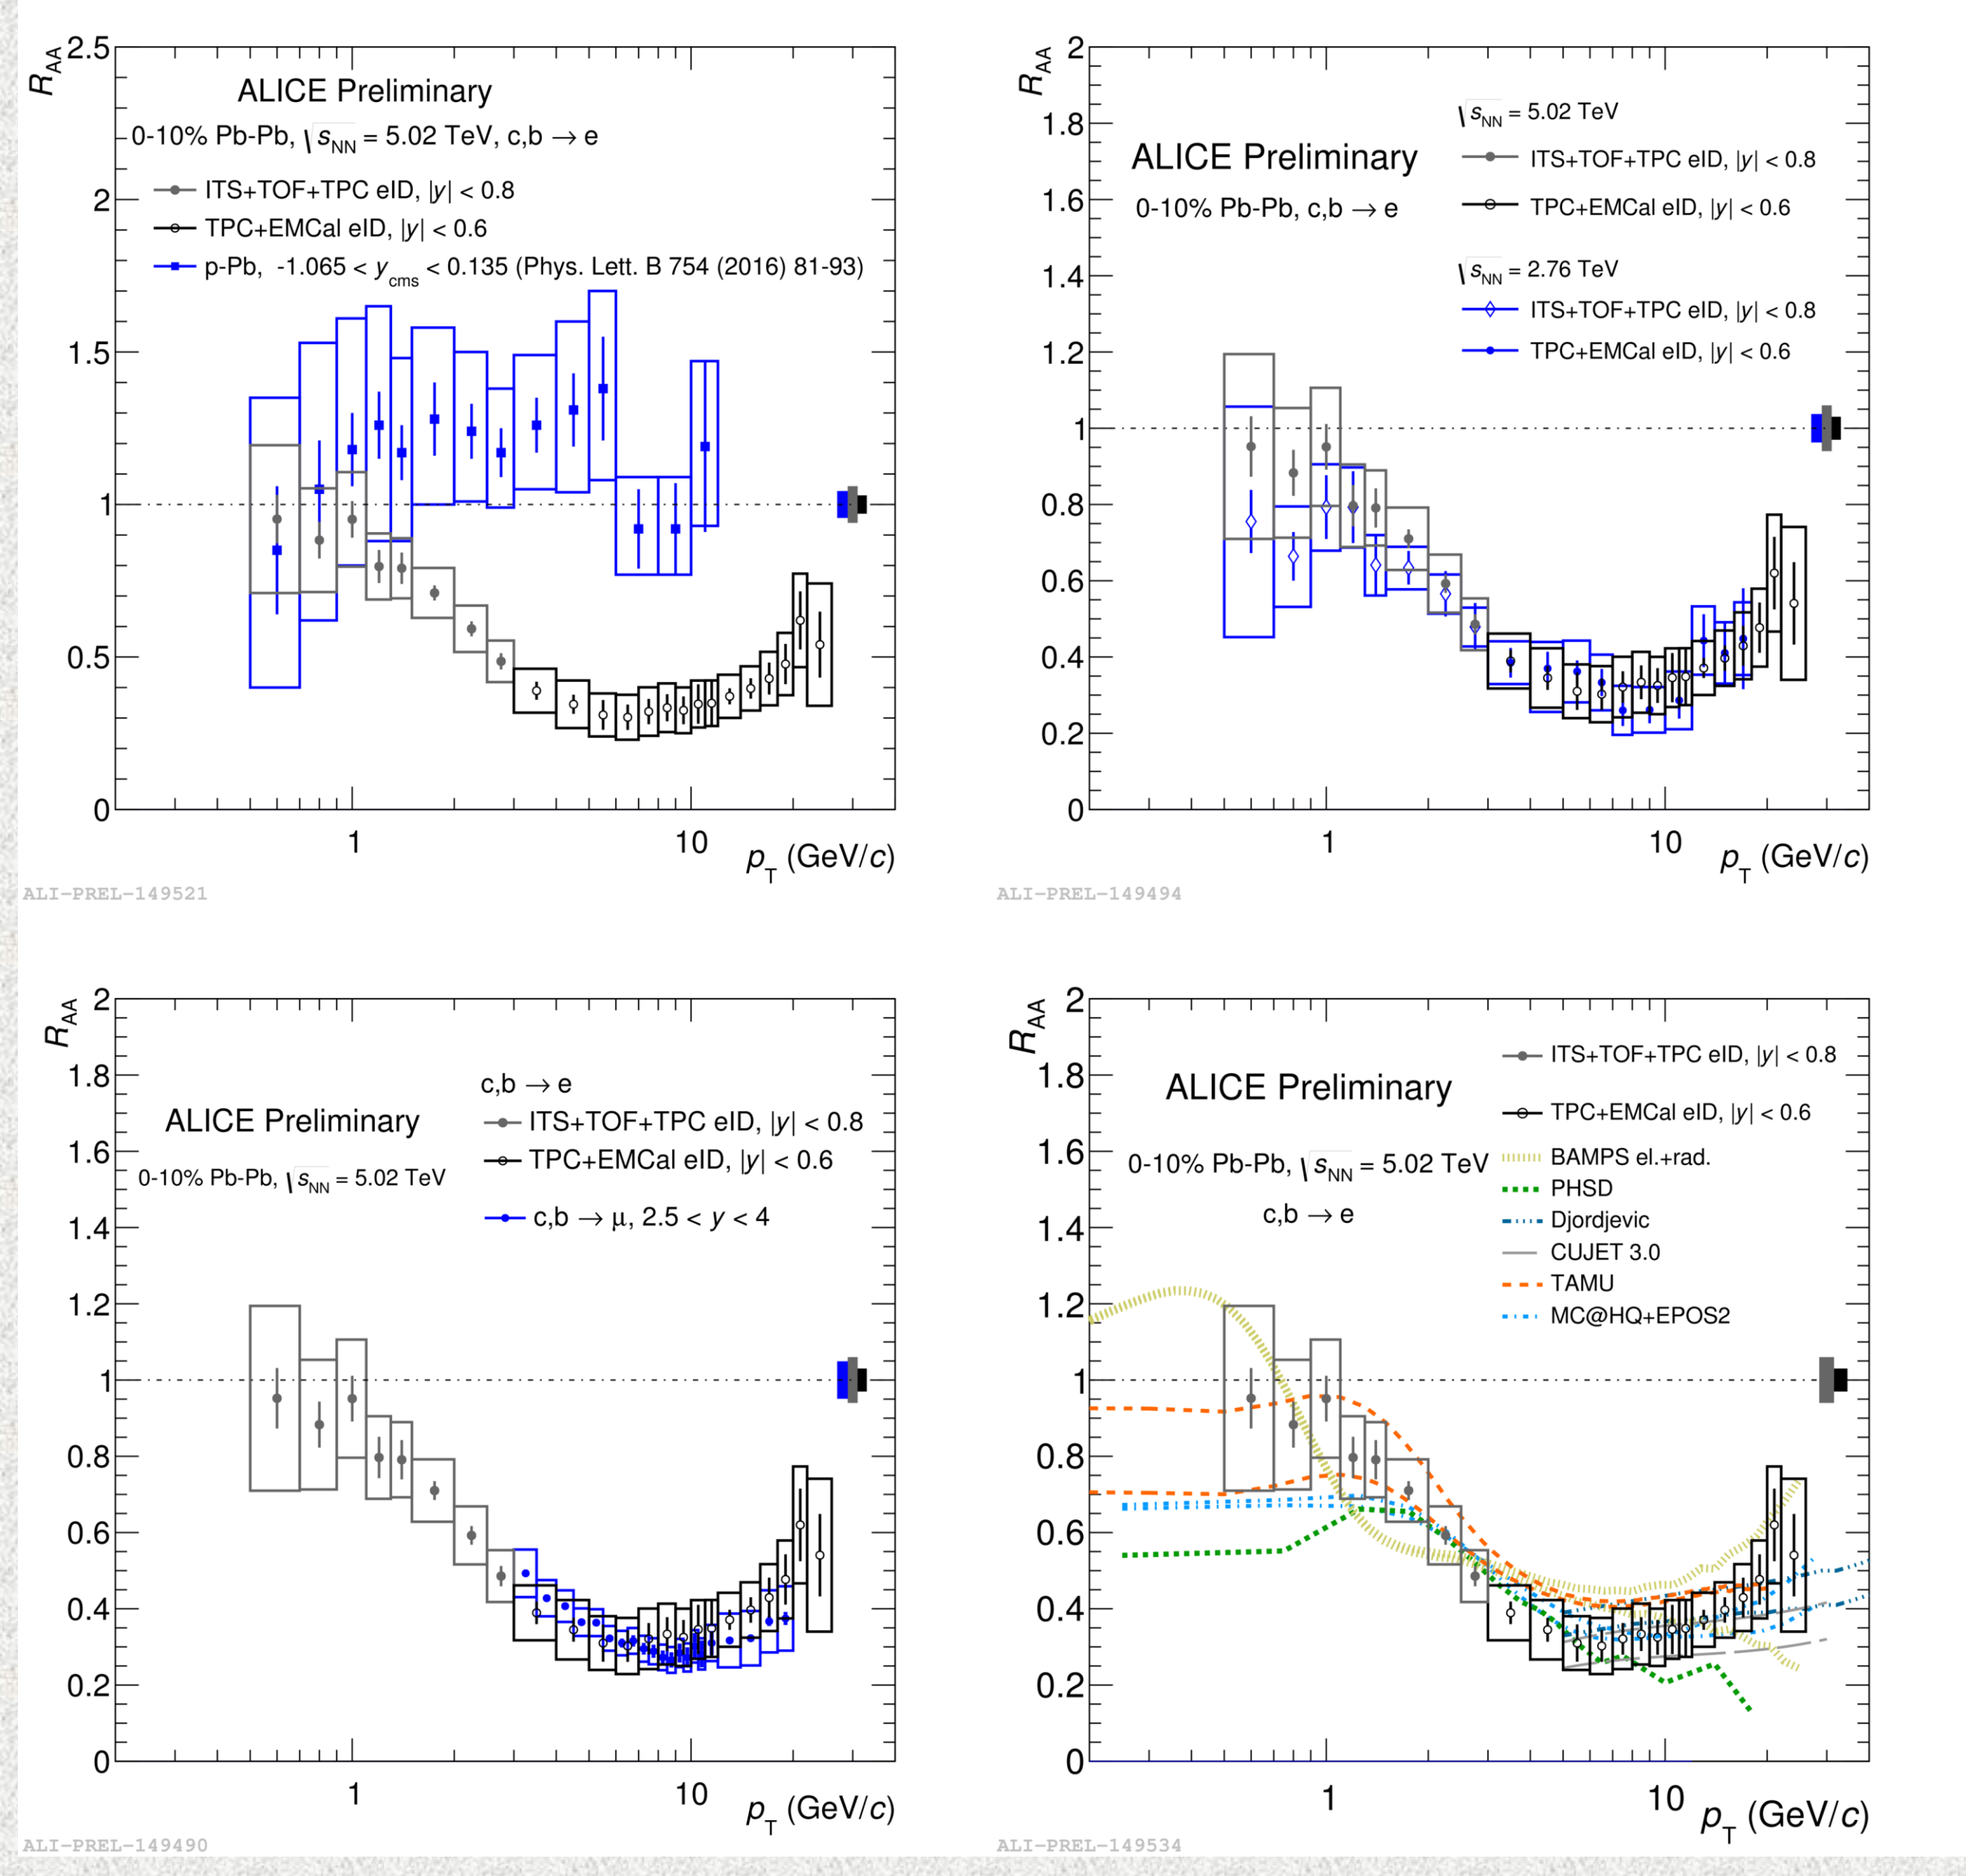 R_AA
2.5
2
1.5
1
0.5
0
ALICE Preliminary
0-10% Pb-Pb, √s_NN = 5.02 TeV, c,b → e
ITS+TOF+TPC eID, |y| < 0.8
TPC+EMCal eID, |y| < 0.6
p-Pb, -1.065 < y_cms < 0.135 (Phys. Lett. B 754 (2016) 81-93)
1 10
p_T (GeV/c)
ALI-PREL-149521
R_AA
2
1.8
1.6
1.4
1.2
1
0.8
0.6
0.4
0.2
0
ALICE Preliminary
0-10% Pb-Pb, c,b → e
√s_NN = 5.02 TeV
ITS+TOF+TPC eID, |y| < 0.8
TPC+EMCal eID, |y| < 0.6
√s_NN = 2.76 TeV
ITS+TOF+TPC eID, |y| < 0.8
TPC+EMCal eID, |y| < 0.6
1 10
p_T (GeV/c)
ALI-PREL-149494
R_AA
2
1.8
1.6
1.4
1.2
1
0.8
0.6
0.4
0.2
0
ALICE Preliminary
0-10% Pb-Pb, √s_NN = 5.02 TeV
c,b → e
ITS+TOF+TPC eID, |y| < 0.8
TPC+EMCal eID, |y| < 0.6
c,b → μ, 2.5 < y < 4
1 10
p_T (GeV/c)
ALI-PREL-149490
R_AA
2
1.8
1.6
1.4
1.2
1
0.8
0.6
0.4
0.2
0
ALICE Preliminary
0-10% Pb-Pb, √s_NN = 5.02 TeV
c,b → e
ITS+TOF+TPC eID, |y| < 0.8
TPC+EMCal eID, |y| < 0.6
BAMPS el.+rad.
PHSD
Djordjevic
CUJET 3.0
TAMU
MC@HQ+EPOS2
1 10
p_T (GeV/c)
ALI-PREL-149534